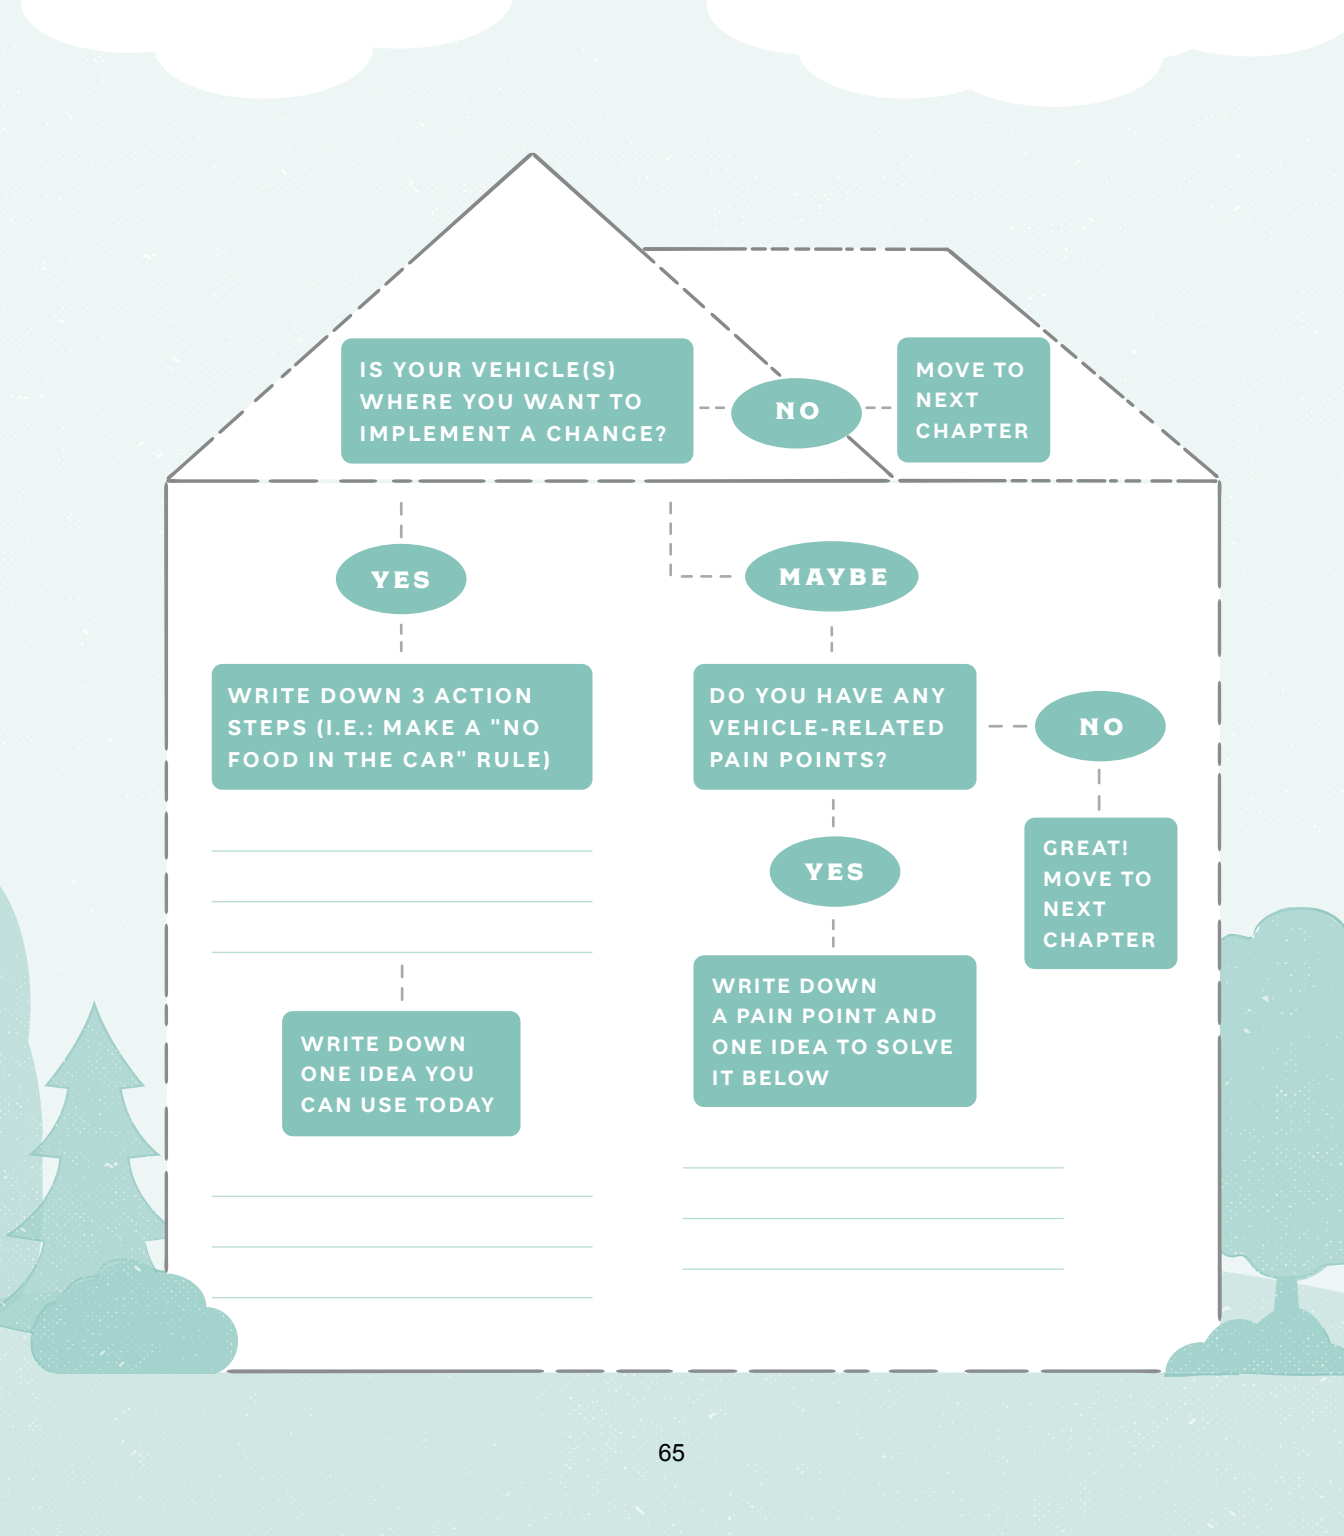 IS YOUR VEHICLE(S)
WHERE YOU WANT TO
IMPLEMENT A CHANGE?
NO
MOVE TO
NEXT
CHAPTER
YES
WRITE DOWN 3 ACTION
STEPS (I.E.: MAKE A "NO
FOOD IN THE CAR" RULE)
WRITE DOWN
ONE IDEA YOU
CAN USE TODAY
MAYBE
DO YOU HAVE ANY
VEHICLE-RELATED
PAIN POINTS?
NO
GREAT!
MOVE TO
NEXT
CHAPTER
YES
WRITE DOWN
A PAIN POINT AND
ONE IDEA TO SOLVE
IT BELOW
65